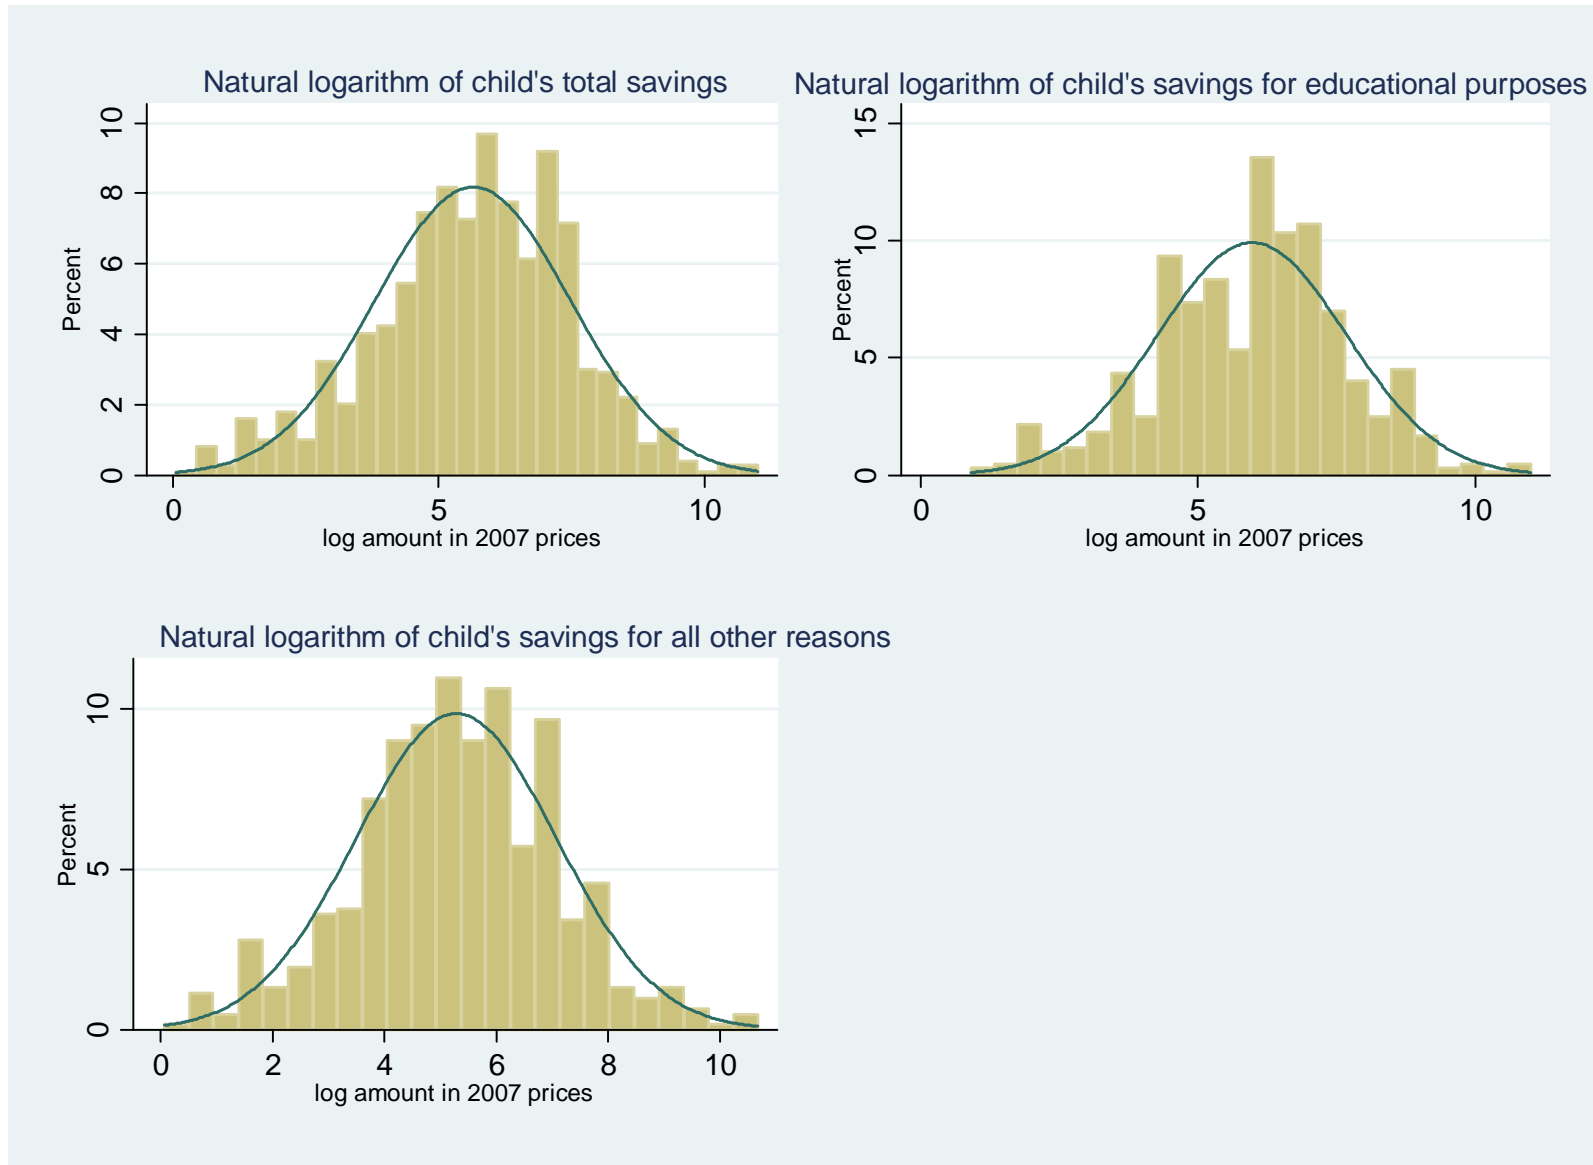 Natural logarithm of child's total savings
Percent
10
8
6
4
2
0
0 5 10
log amount in 2007 prices
Natural logarithm of child's savings for educational purposes
Percent
15
10
5
0
0 5 10
log amount in 2007 prices
Natural logarithm of child's savings for all other reasons
Percent
10
5
0
0 2 4 6 8 10
log amount in 2007 prices